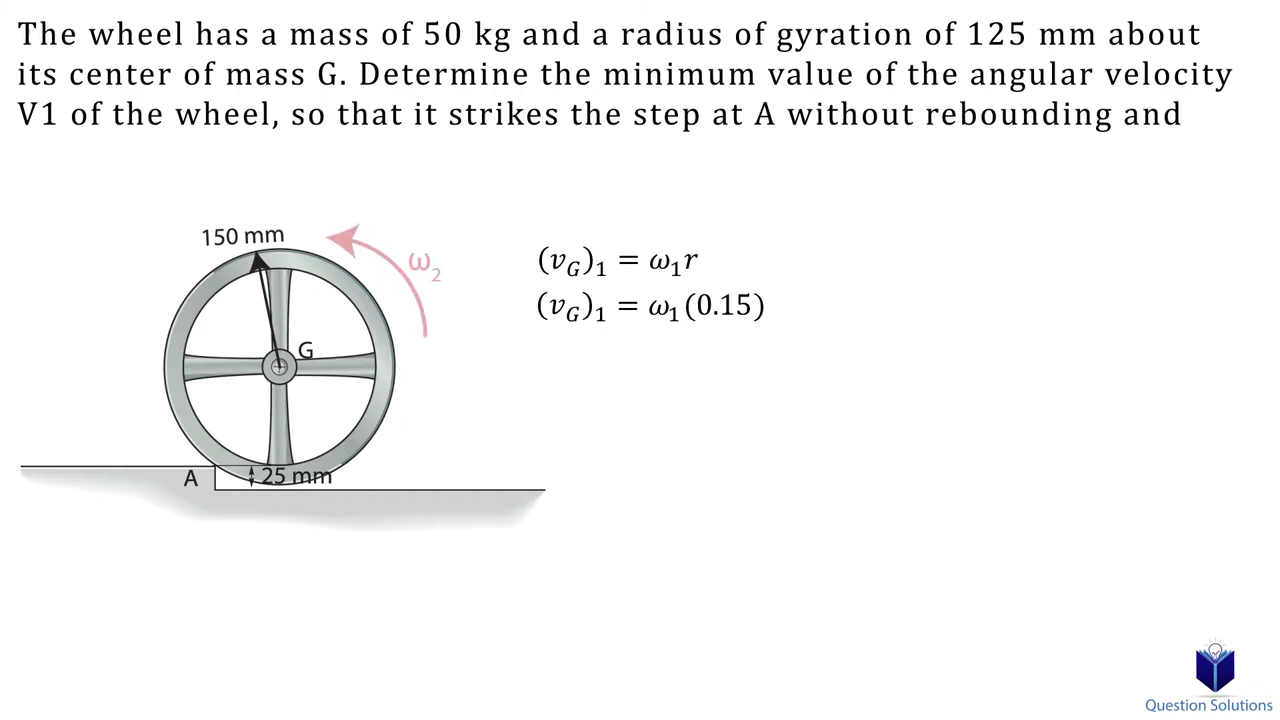 The wheel has a mass of 50 kg and a radius of gyration of 125 mm about
its center of mass G. Determine the minimum value of the angular velocity
V1 of the wheel, so that it strikes the step at A without rebounding and
150 mm
ω₂
(v_G)₁ = ω₁r
(v_G)₁ = ω₁(0.15)
G
A
25 mm
Question Solutions